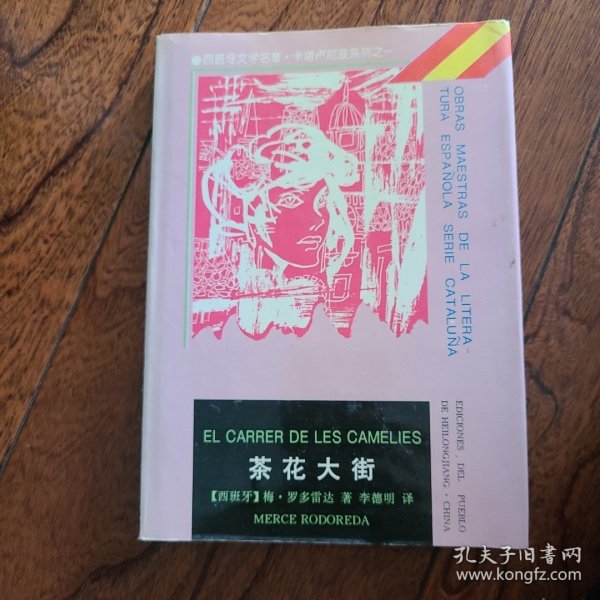 ●西班牙文学名著·卡塔卢尼亚系列之一
OBRAS MAESTRAS DE LA LITERA-
TURA ESPAÑOLA SERIE CATALUÑA
EL CARRER DE LES CAMELIES
茶花大街
【西班牙】梅·罗多雷达 著 李德明 译
MERCE RODOREDA
EDICIONES . DEL PUEBLO
DE HEILONGJIANG · CHINA
孔夫子旧书网
www.kongfz.com